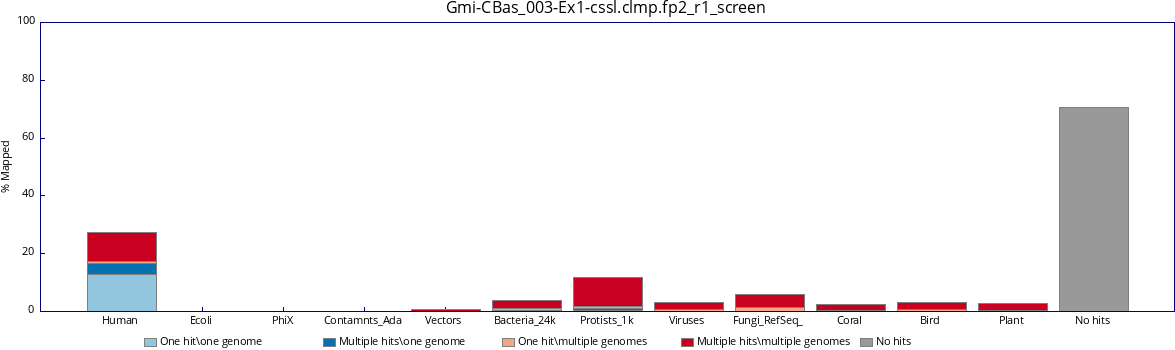 Gmi-CBas_003-Ex1-cssl.clmp.fp2_r1_screen
100
80
60
40
20
0
% Mapped
Human Ecoli PhiX Contamnts_Ada Vectors Bacteria_24k Protists_1k Viruses Fungi_RefSeq_ Coral Bird Plant No hits
One hit\one genome Multiple hits\one genome One hit\multiple genomes Multiple hits\multiple genomes No hits